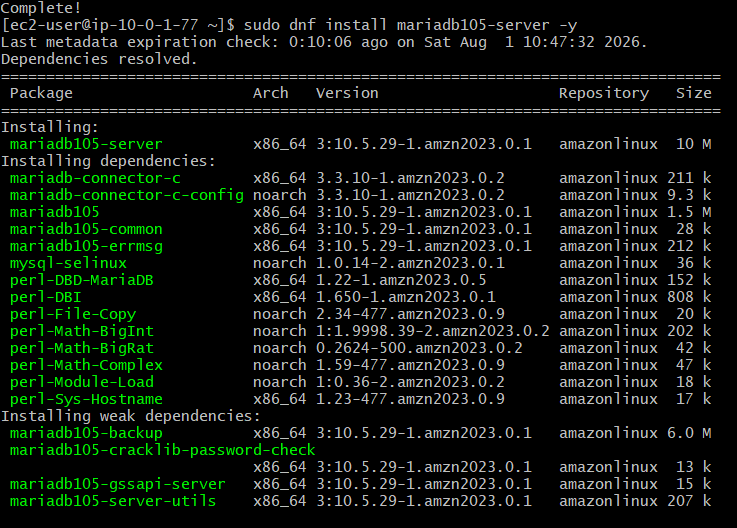 Complete!
[ec2-user@ip-10-0-1-77 ~]$ sudo dnf install mariadb105-server -y
Last metadata expiration check: 0:10:06 ago on Sat Aug  1 10:47:32 2026.
Dependencies resolved.
================================================================================
 Package                   Arch   Version                    Repository   Size
================================================================================
Installing:
 mariadb105-server         x86_64 3:10.5.29-1.amzn2023.0.1   amazonlinux  10 M
Installing dependencies:
 mariadb-connector-c       x86_64 3.3.10-1.amzn2023.0.2      amazonlinux 211 k
 mariadb-connector-c-config noarch 3.3.10-1.amzn2023.0.2     amazonlinux 9.3 k
 mariadb105                x86_64 3:10.5.29-1.amzn2023.0.1   amazonlinux 1.5 M
 mariadb105-common         x86_64 3:10.5.29-1.amzn2023.0.1   amazonlinux  28 k
 mariadb105-errmsg         x86_64 3:10.5.29-1.amzn2023.0.1   amazonlinux 212 k
 mysql-selinux             noarch 1.0.14-2.amzn2023.0.1      amazonlinux  36 k
 perl-DBD-MariaDB          x86_64 1.22-1.amzn2023.0.5        amazonlinux 152 k
 perl-DBI                  x86_64 1.650-1.amzn2023.0.1       amazonlinux 808 k
 perl-File-Copy            noarch 2.34-477.amzn2023.0.9      amazonlinux  20 k
 perl-Math-BigInt          noarch 1:1.9998.39-2.amzn2023.0.2 amazonlinux 202 k
 perl-Math-BigRat          noarch 0.2624-500.amzn2023.0.2    amazonlinux  42 k
 perl-Math-Complex         noarch 1.59-477.amzn2023.0.9      amazonlinux  47 k
 perl-Module-Load          noarch 1:0.36-2.amzn2023.0.2      amazonlinux  18 k
 perl-Sys-Hostname         x86_64 1.23-477.amzn2023.0.9      amazonlinux  17 k
Installing weak dependencies:
 mariadb105-backup         x86_64 3:10.5.29-1.amzn2023.0.1   amazonlinux 6.0 M
 mariadb105-cracklib-password-check
                           x86_64 3:10.5.29-1.amzn2023.0.1   amazonlinux  13 k
 mariadb105-gssapi-server  x86_64 3:10.5.29-1.amzn2023.0.1   amazonlinux  15 k
 mariadb105-server-utils   x86_64 3:10.5.29-1.amzn2023.0.1   amazonlinux 207 k